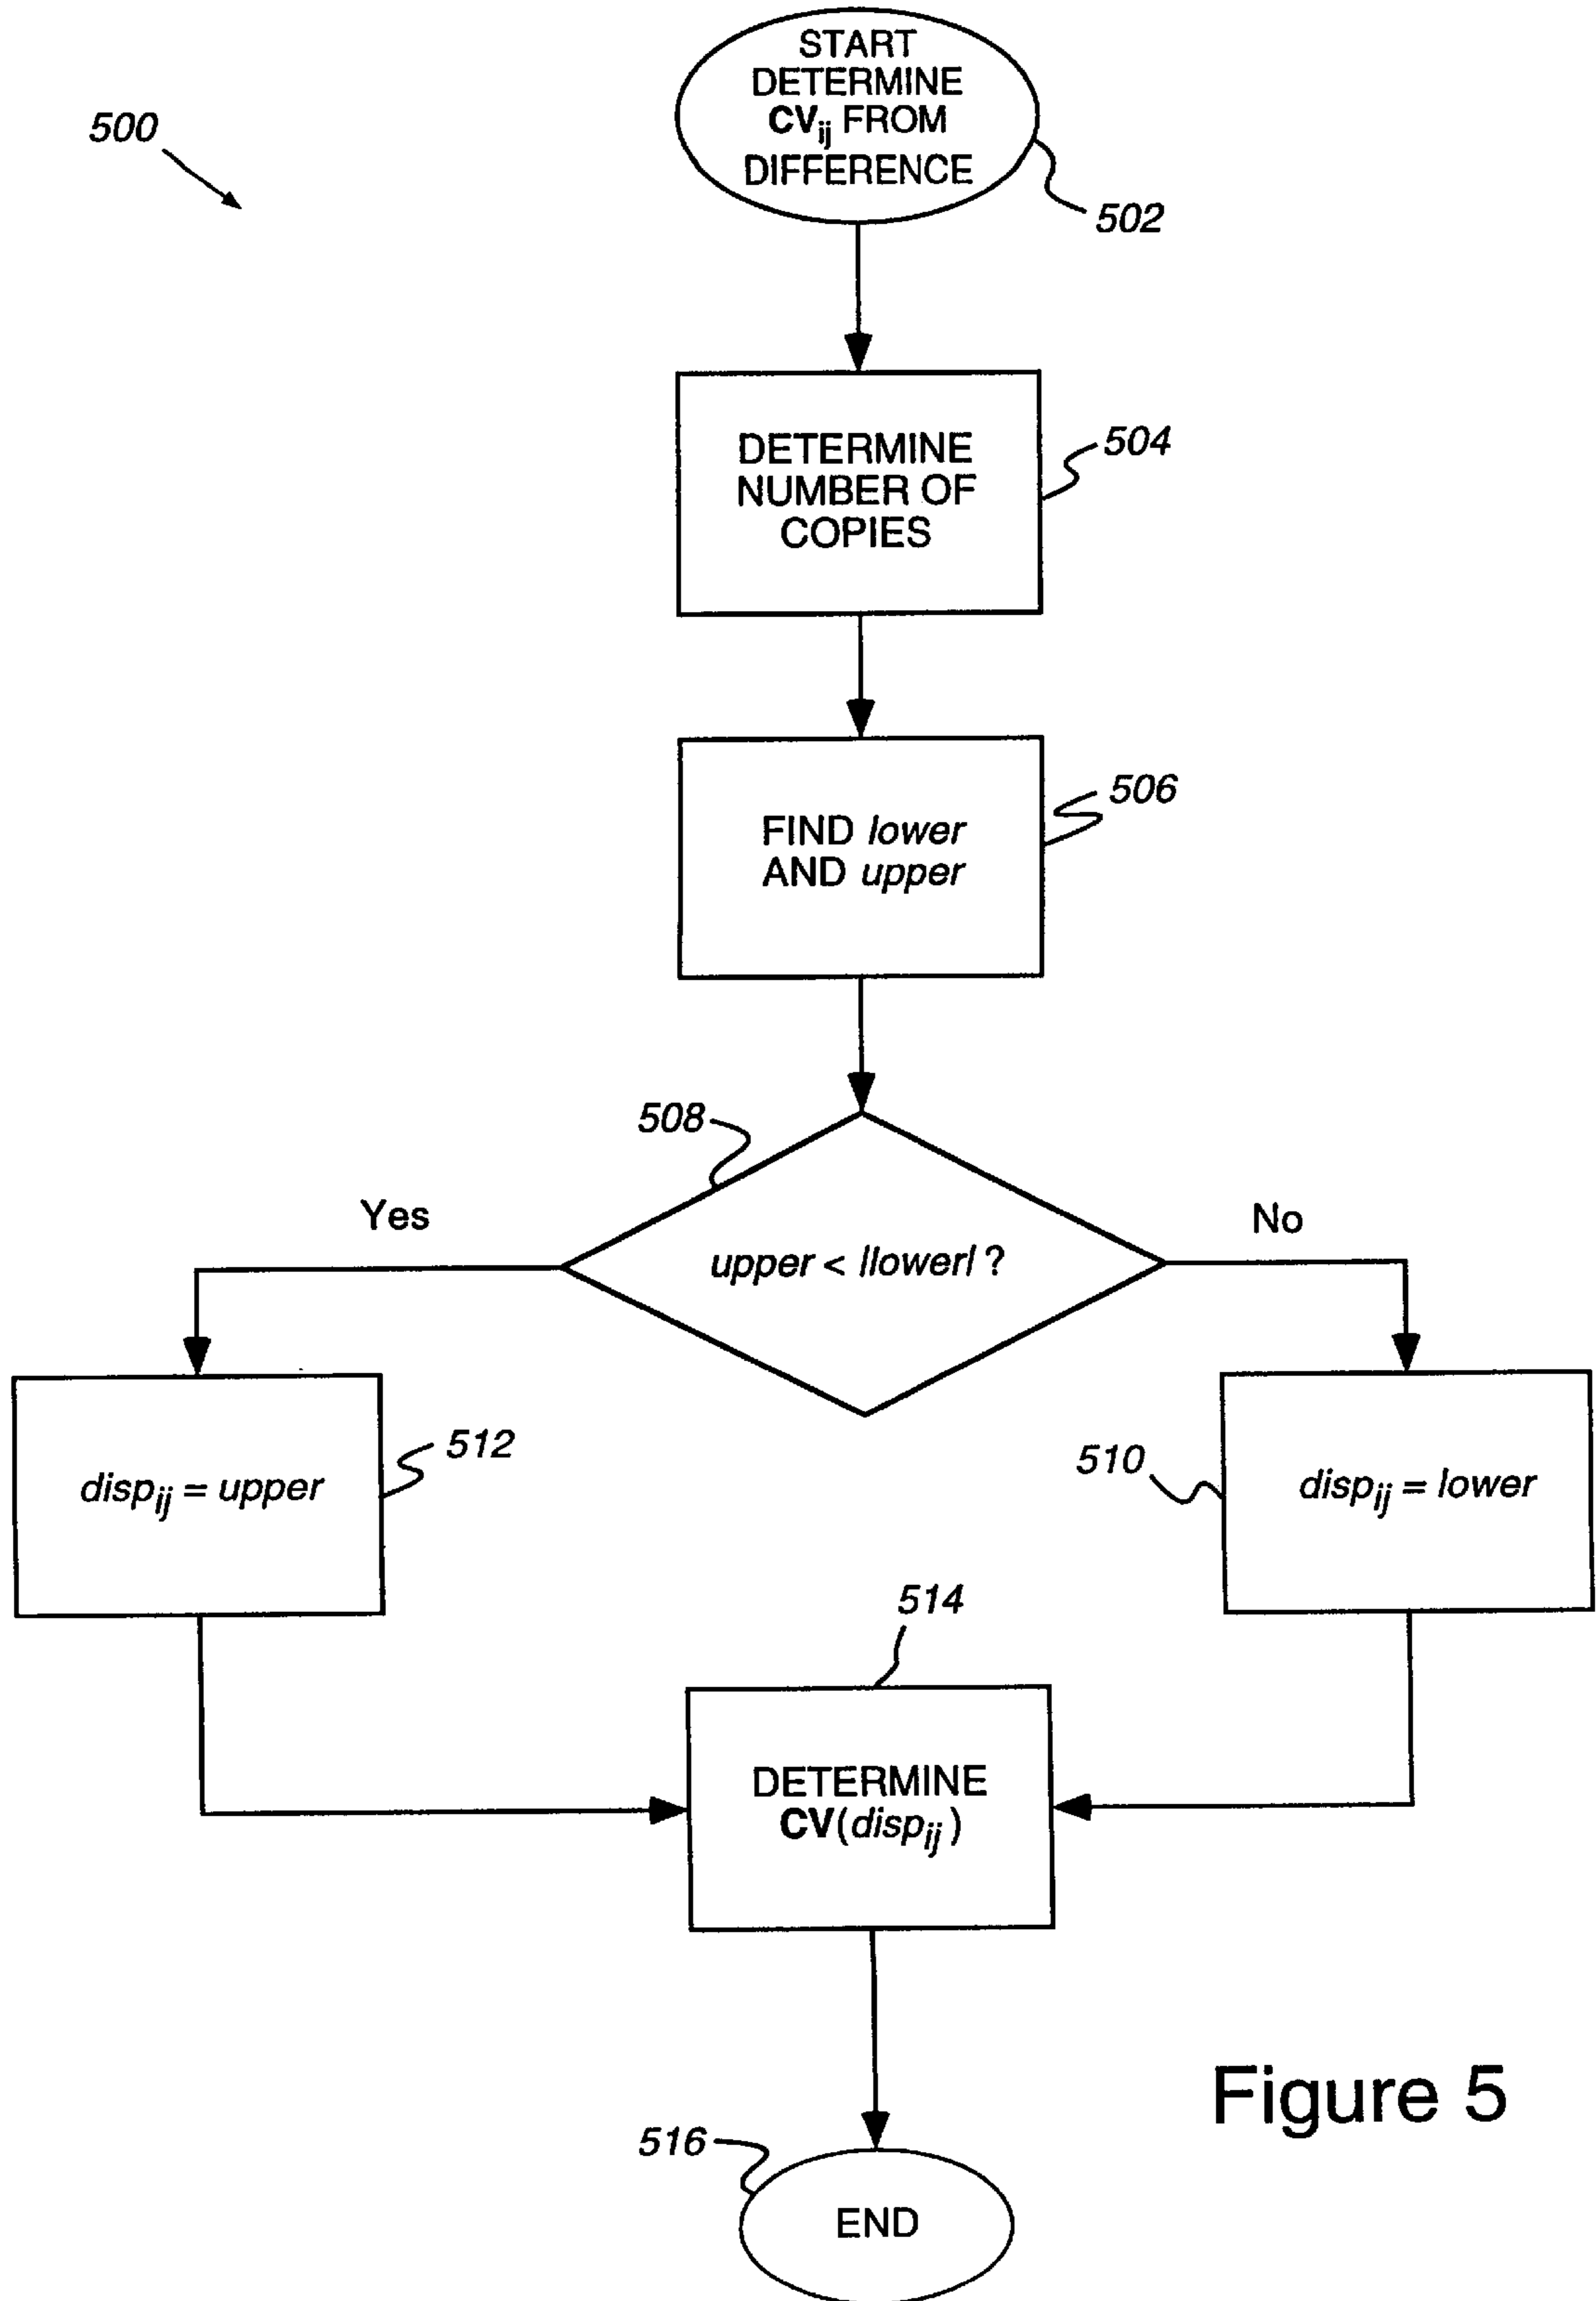 START
DETERMINE
CVij FROM
DIFFERENCE
500
502
DETERMINE
NUMBER OF
COPIES
504
FIND lower
AND upper
506
508
Yes
upper < |lower| ?
No
dispij = upper
512
510
dispij = lower
514
DETERMINE
CV(dispij)
516
END
Figure 5